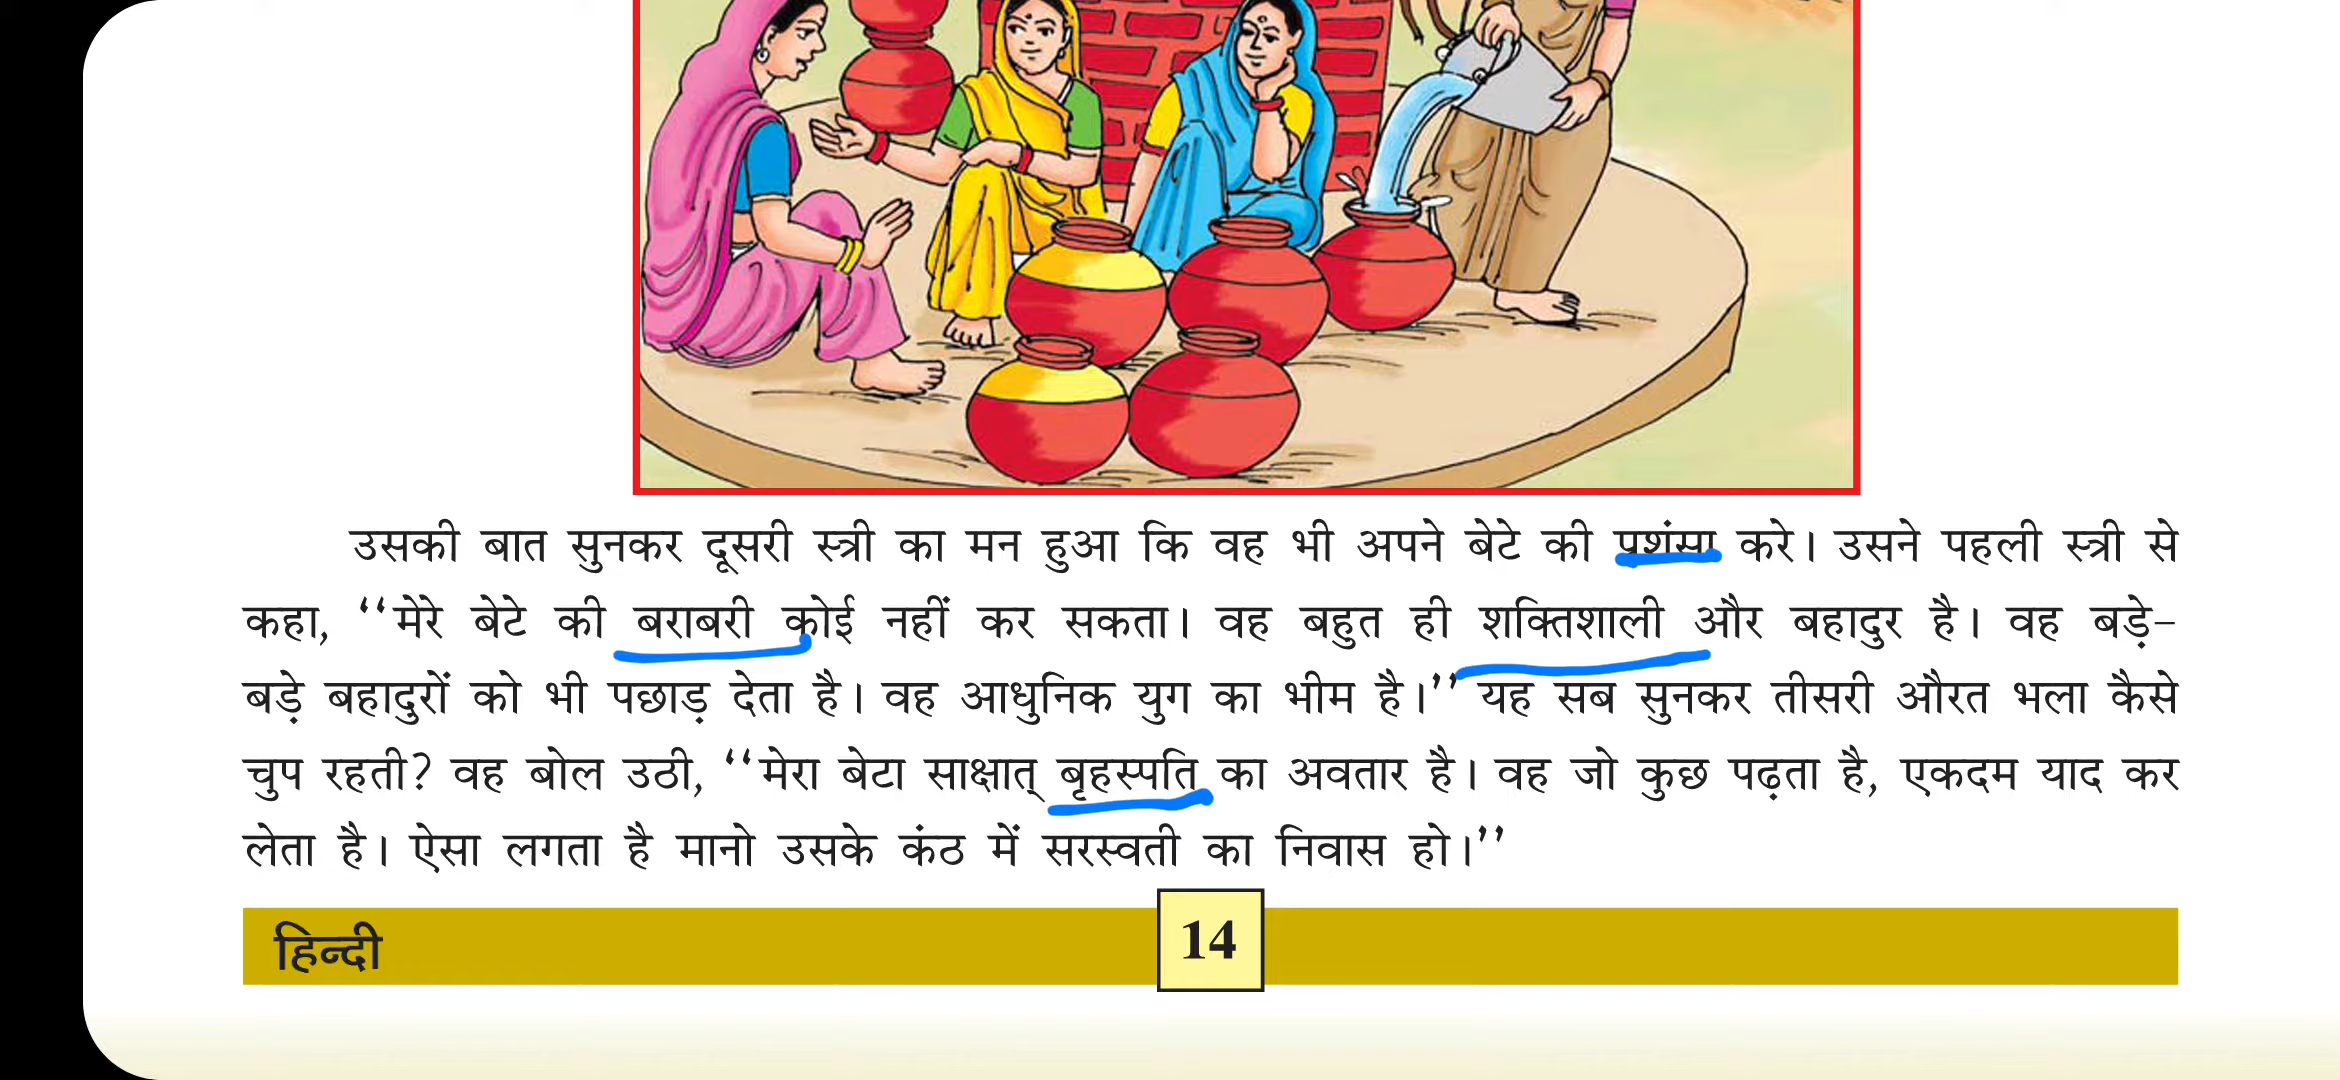 उसकी बात सुनकर दूसरी स्त्री का मन हुआ कि वह भी अपने बेटे की प्रशंसा करे। उसने पहली स्त्री से
कहा, ‘‘मेरे बेटे की बराबरी कोई नहीं कर सकता। वह बहुत ही शक्तिशाली और बहादुर है। वह बड़े-
बड़े बहादुरों को भी पछाड़ देता है। वह आधुनिक युग का भीम है।’’ यह सब सुनकर तीसरी औरत भला कैसे
चुप रहती? वह बोल उठी, ‘‘मेरा बेटा साक्षात् बृहस्पति का अवतार है। वह जो कुछ पढ़ता है, एकदम याद कर
लेता है। ऐसा लगता है मानो उसके कंठ में सरस्वती का निवास हो।’’
हिन्दी
14